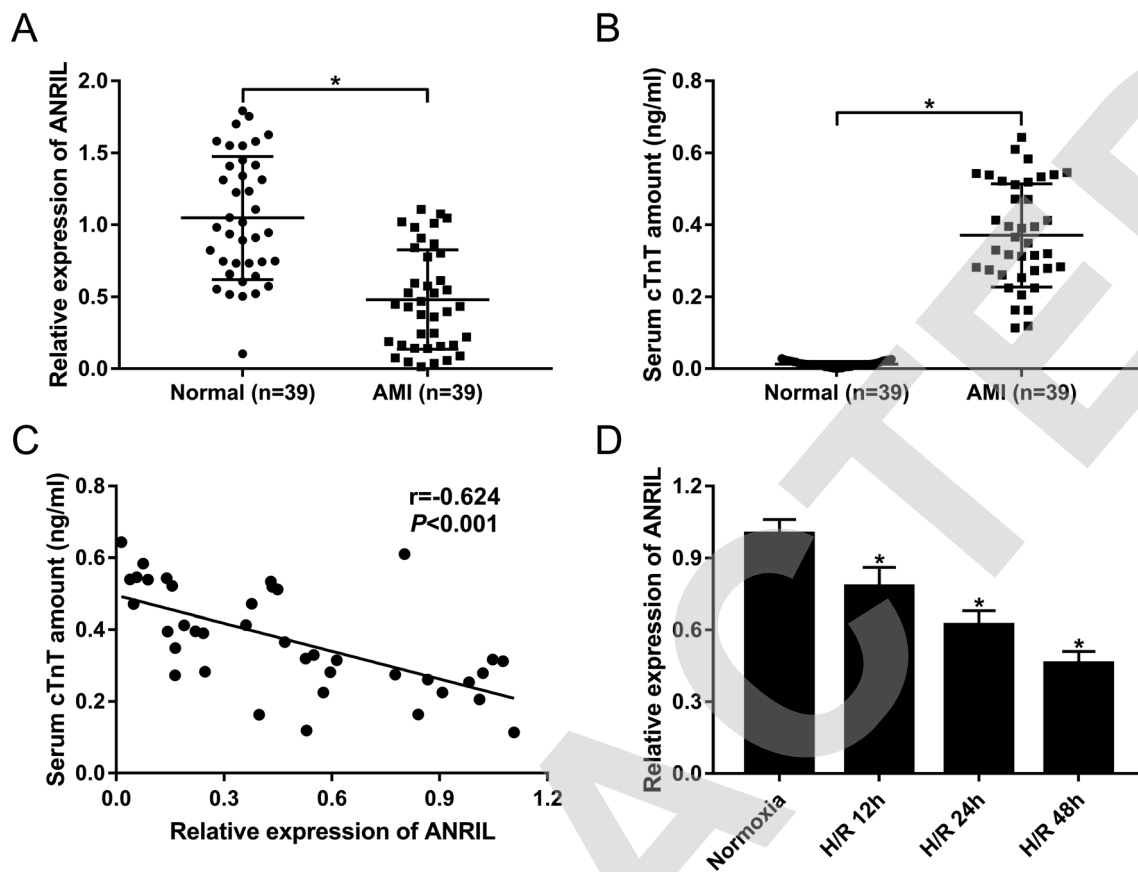 A
Relative expression of ANRIL
2.0
1.5
1.0
0.5
0.0
*
Normal (n=39)
AMI (n=39)
B
Serum cTnT amount (ng/ml)
0.8
0.6
0.4
0.2
0.0
*
Normal (n=39)
AMI (n=39)
C
Serum cTnT amount (ng/ml)
0.8
0.6
0.4
0.2
0.0
r=-0.624
P<0.001
0.0
0.3
0.6
0.9
1.2
Relative expression of ANRIL
D
Relative expression of ANRIL
1.2
0.9
0.6
0.3
0.0
*
*
*
Normoxia
H/R 12h
H/R 24h
H/R 48h
ACTED